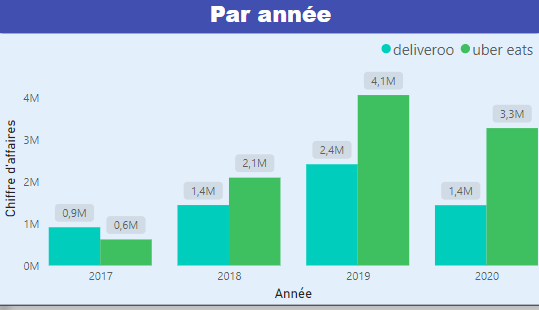 Par année
deliveroo uber eats
Chiffre d'affaires
4M
3M
2M
1M
0M
0,9M
0,6M
1,4M
2,1M
2,4M
4,1M
1,4M
3,3M
2017 2018 2019 2020
Année